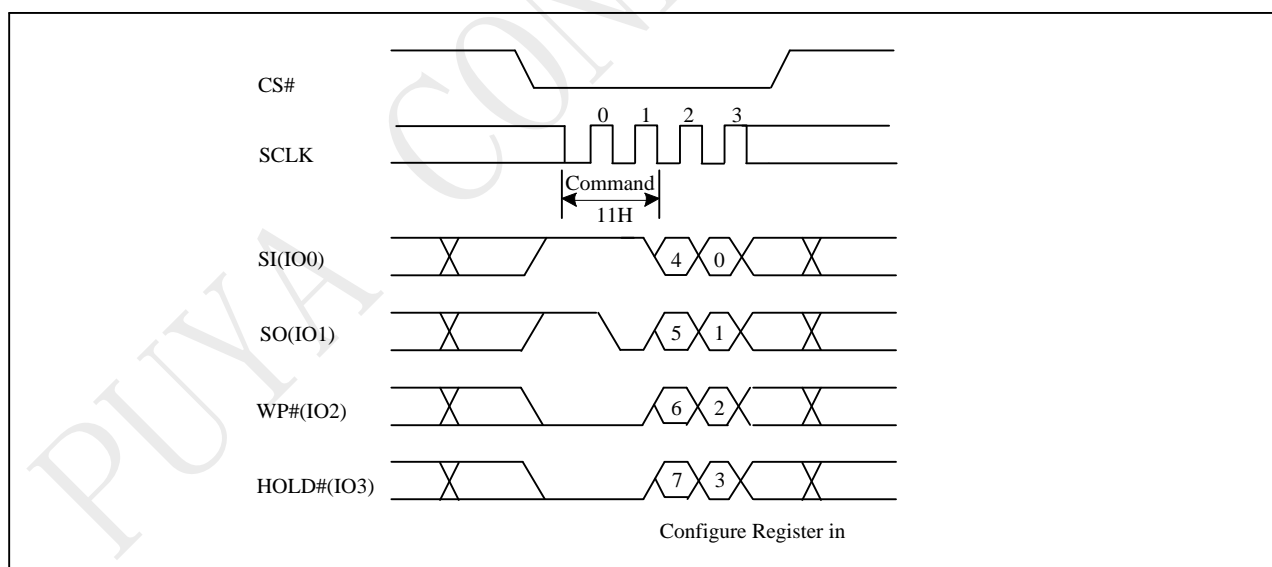 PUYA CON
CS#
0 1 2 3
SCLK
Command
11H
SI(IO0) 4 0
SO(IO1) 5 1
WP#(IO2) 6 2
HOLD#(IO3) 7 3
Configure Register in